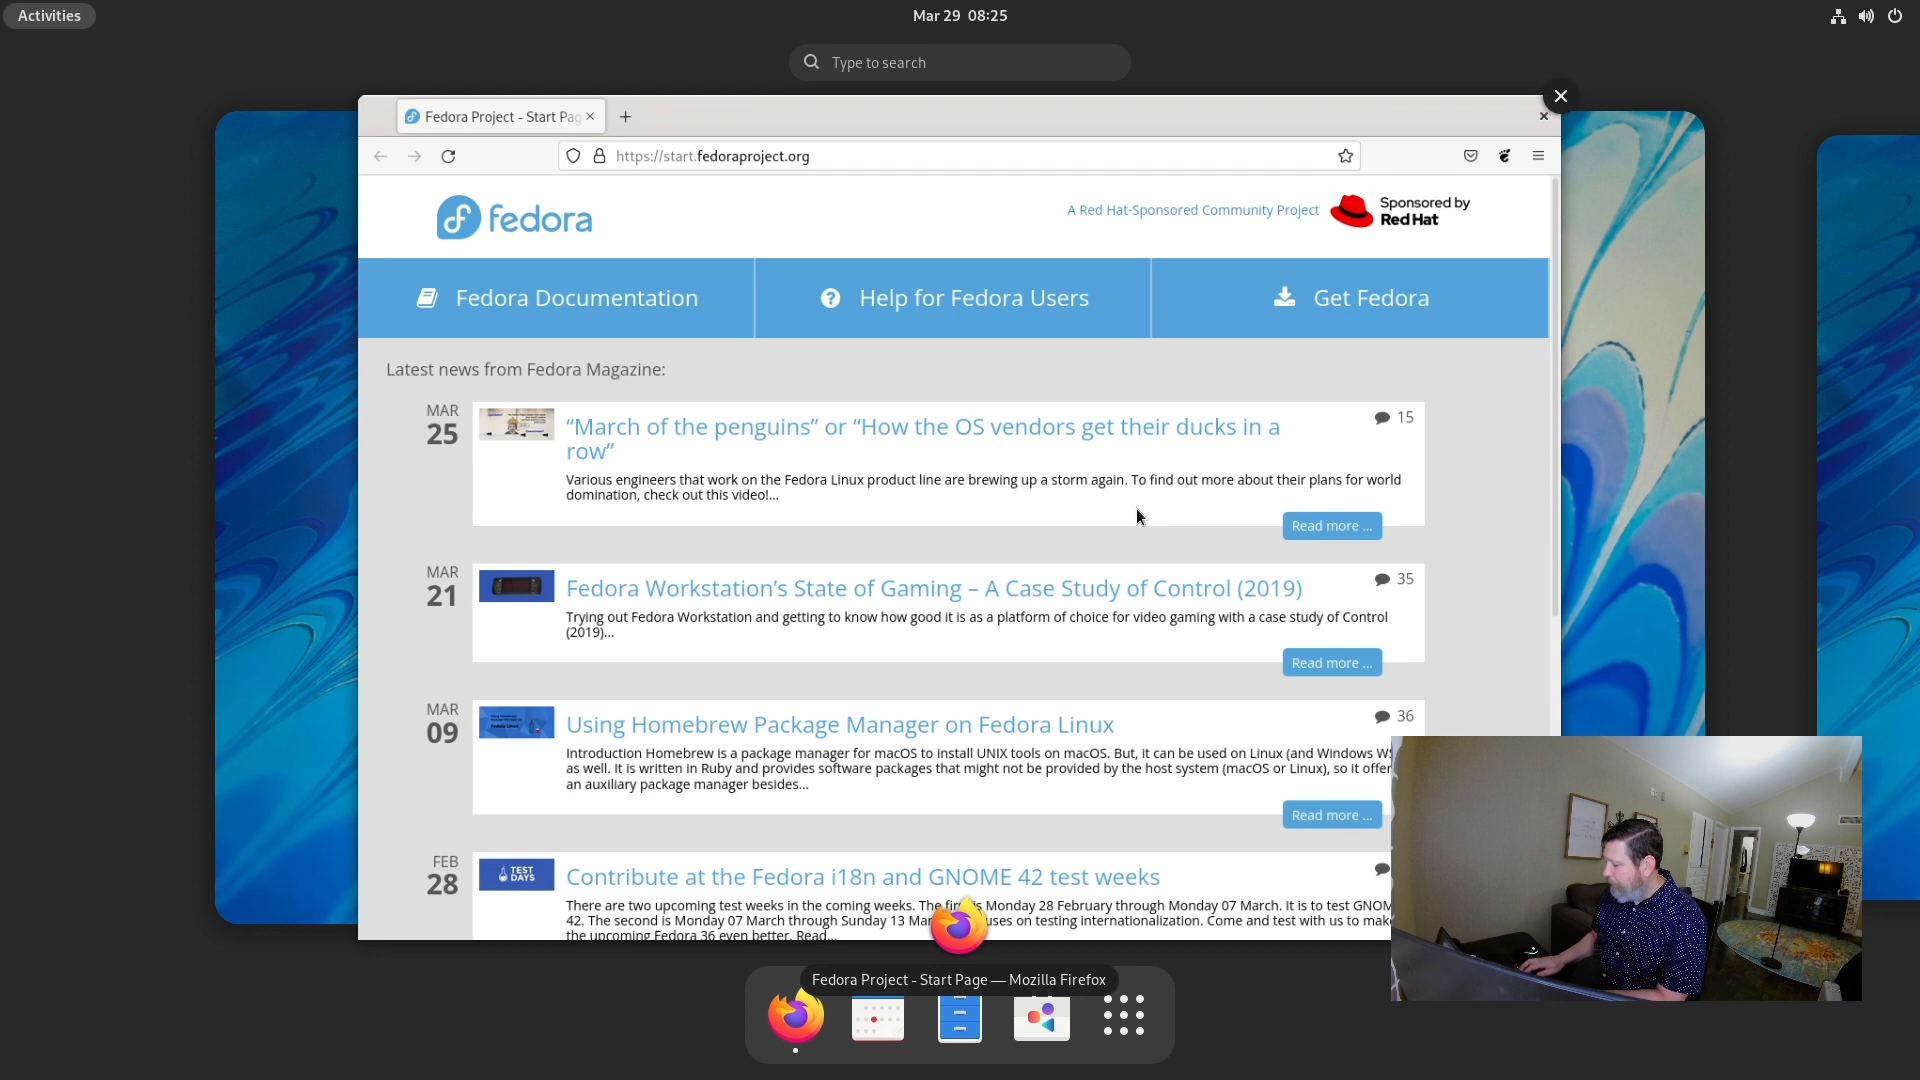 Activities
Mar 29 08:25
Type to search
Fedora Project - Start Pag
https://start.fedoraproject.org
fedora
A Red Hat-Sponsored Community Project
Sponsored by
Red Hat
Fedora Documentation
Help for Fedora Users
Get Fedora
Latest news from Fedora Magazine:
MAR
25
“March of the penguins” or “How the OS vendors get their ducks in a
row”
15
Various engineers that work on the Fedora Linux product line are brewing up a storm again. To find out more about their plans for world
domination, check out this video!...
Read more ...
MAR
21
Fedora Workstation’s State of Gaming – A Case Study of Control (2019)
35
Trying out Fedora Workstation and getting to know how good it is as a platform of choice for video gaming with a case study of Control
(2019)...
Read more ...
MAR
09
Using Homebrew Package Manager on Fedora Linux
36
Introduction Homebrew is a package manager for macOS to install UNIX tools on macOS. But, it can be used on Linux (and Windows
as well. It is written in Ruby and provides software packages that might not be provided by the host system (macOS or Linux), so it offer
an auxiliary package manager besides...
Read more ...
FEB
28
TEST
DAYS
Contribute at the Fedora i18n and GNOME 42 test weeks
There are two upcoming test weeks in the coming weeks. The Monday 28 February through Monday 07 March. It is to test GNOM
42. The second is Monday 07 March through Sunday 13 on testing internationalization. Come and test with us to make
the upcoming Fedora 36 even better. Read...
Fedora Project - Start Page — Mozilla Firefox